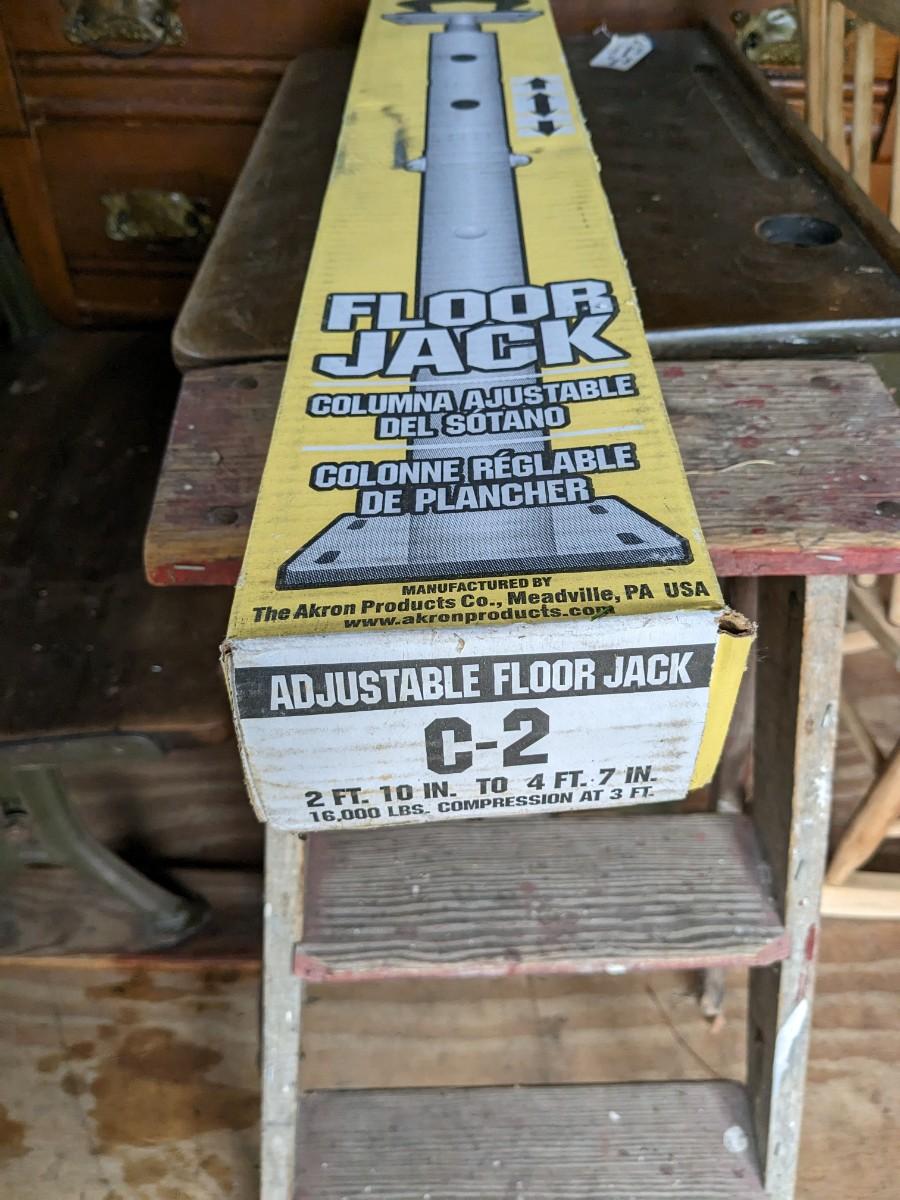 FLOOR
JACK
COLUMNA AJUSTABLE
DEL SÓTANO
COLONNE RÉGLABLE
DE PLANCHER
MANUFACTURED BY
The Akron Products Co., Meadville, PA USA
www.akronproducts.com
ADJUSTABLE FLOOR JACK
C-2
2 FT. 10 IN. TO 4 FT. 7 IN.
16,000 LBS. COMPRESSION AT 3 FT.